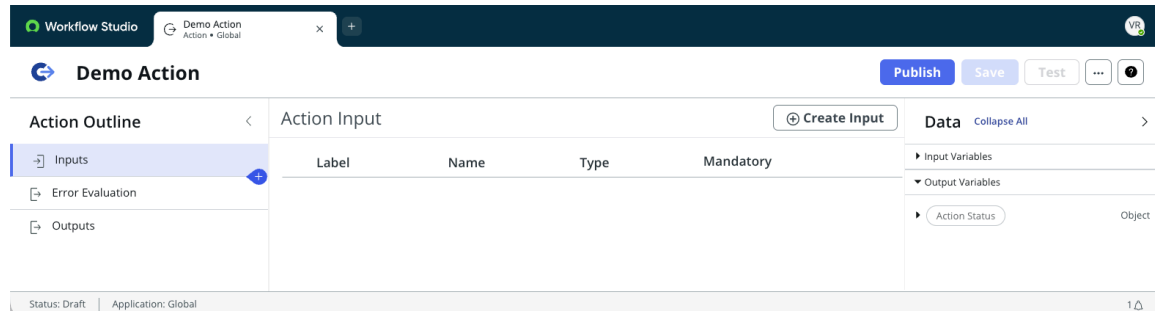 Workflow Studio
Demo Action
Action • Global
VR
Demo Action
Publish
Save
Test
...
?
Action Outline
Inputs
Error Evaluation
Outputs
Action Input
Create Input
Label Name Type Mandatory
Data Collapse All
Input Variables
Output Variables
Action Status Object
Status: Draft | Application: Global
1